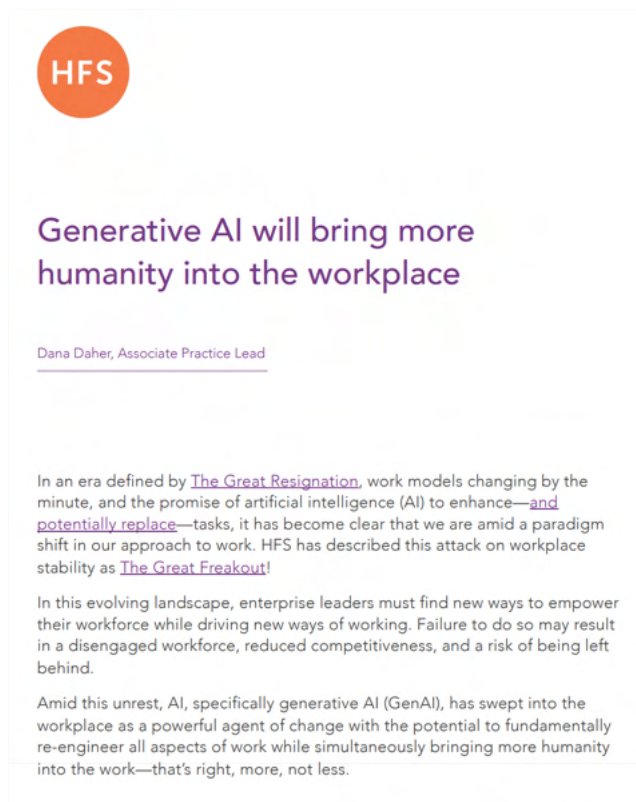 HFS
Generative AI will bring more
humanity into the workplace
Dana Daher, Associate Practice Lead
In an era defined by The Great Resignation, work models changing by the
minute, and the promise of artificial intelligence (AI) to enhance—and
potentially replace—tasks, it has become clear that we are amid a paradigm
shift in our approach to work. HFS has described this attack on workplace
stability as The Great Freakout!
In this evolving landscape, enterprise leaders must find new ways to empower
their workforce while driving new ways of working. Failure to do so may result
in a disengaged workforce, reduced competitiveness, and a risk of being left
behind.
Amid this unrest, AI, specifically generative AI (GenAI), has swept into the
workplace as a powerful agent of change with the potential to fundamentally
re-engineer all aspects of work while simultaneously bringing more humanity
into the work—that's right, more, not less.